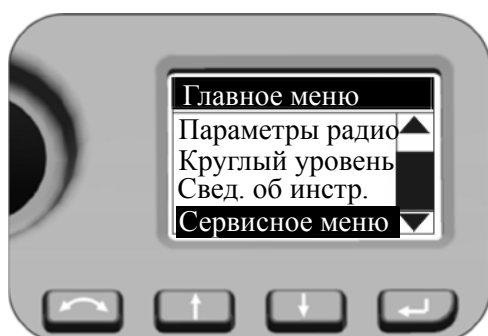 Главное меню
Параметры радио
Круглый уровень
Свед. об инстр.
Сервисное меню